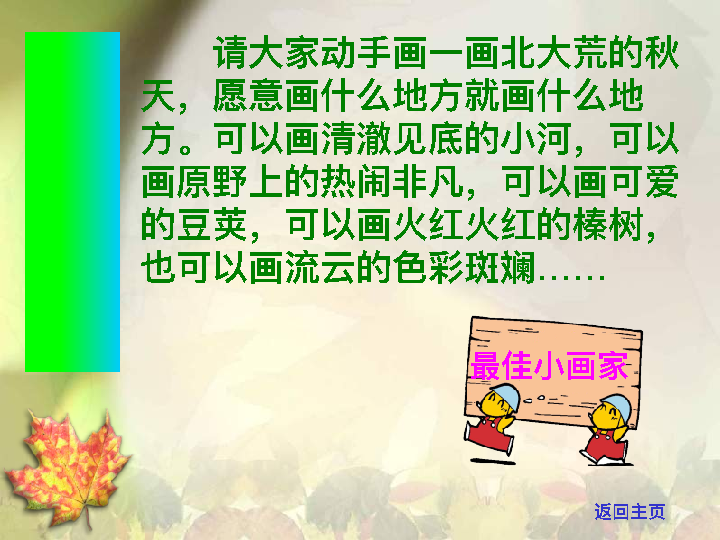 请大家动手画一画北大荒的秋
天，愿意画什么地方就画什么地
方。可以画清澈见底的小河，可以
画原野上的热闹非凡，可以画可爱
的豆荚，可以画火红火红的榛树，
也可以画流云的色彩斑斓……
最佳小画家
返回主页